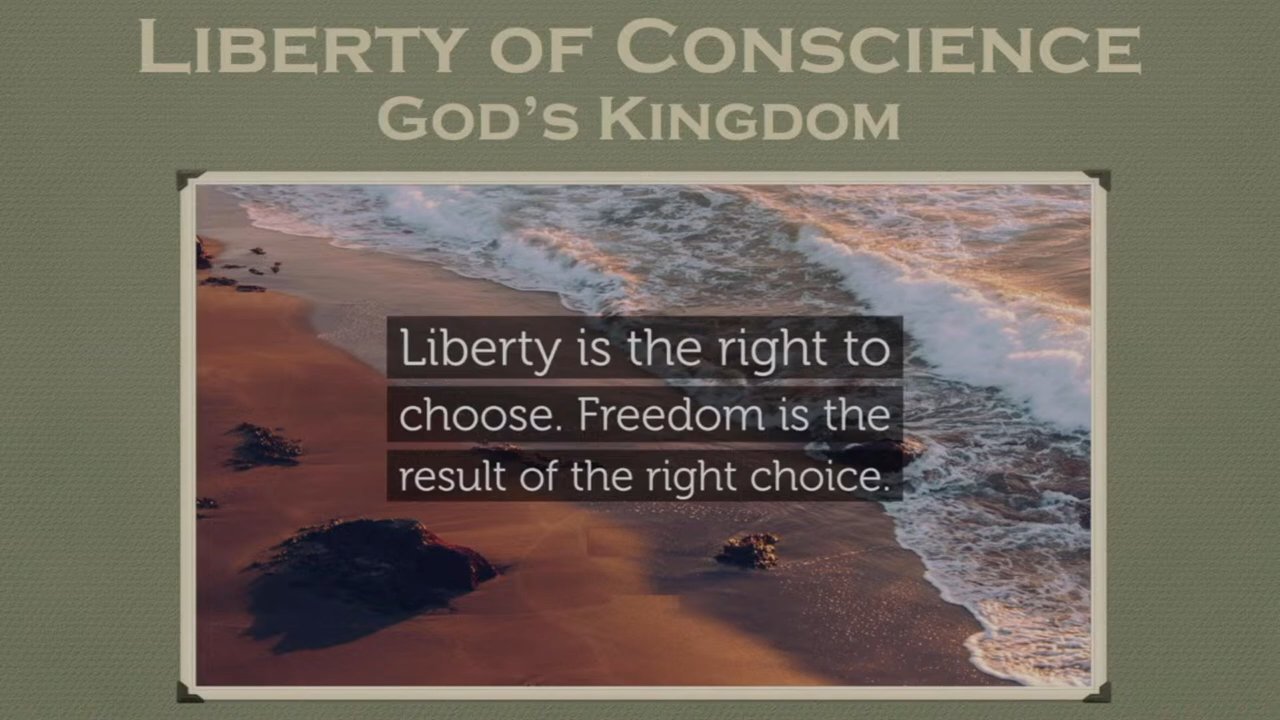 Liberty of Conscience
God's Kingdom
Liberty is the right to
choose. Freedom is the
result of the right choice.